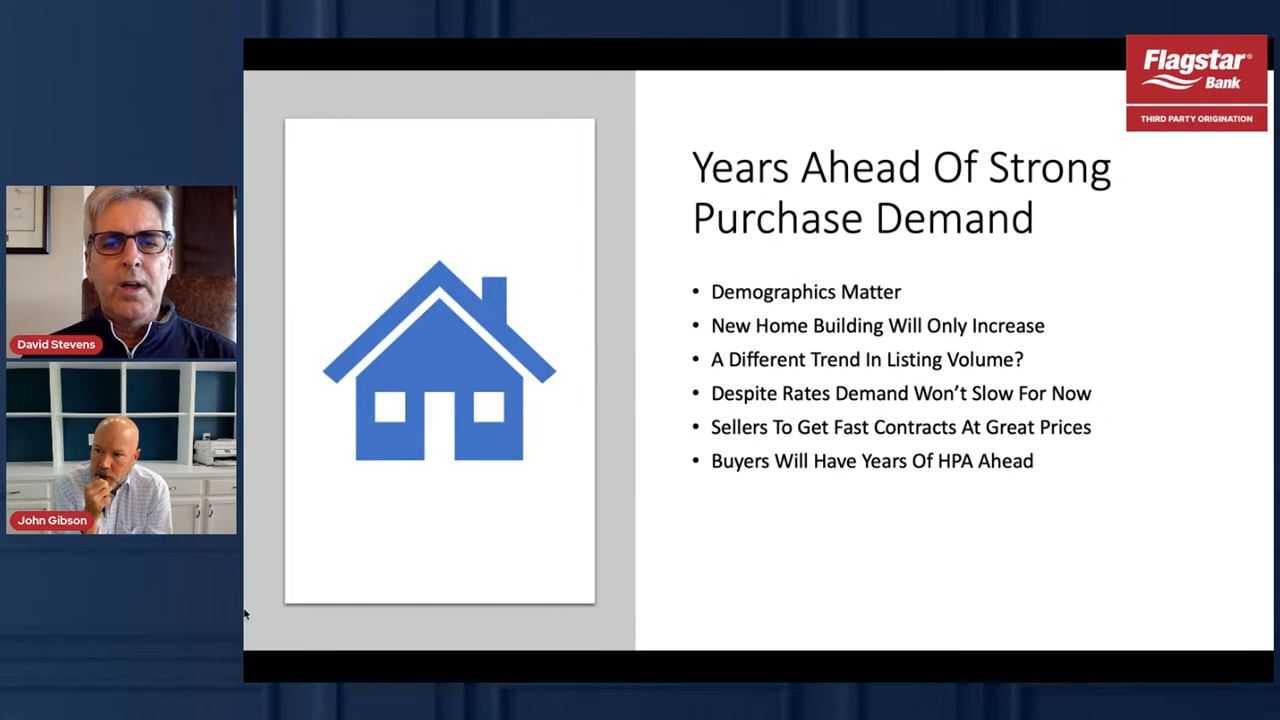 Flagstar®
Bank
THIRD PARTY ORIGINATION
Years Ahead Of Strong
Purchase Demand
• Demographics Matter
• New Home Building Will Only Increase
• A Different Trend In Listing Volume?
• Despite Rates Demand Won’t Slow For Now
• Sellers To Get Fast Contracts At Great Prices
• Buyers Will Have Years Of HPA Ahead
David Stevens
John Gibson